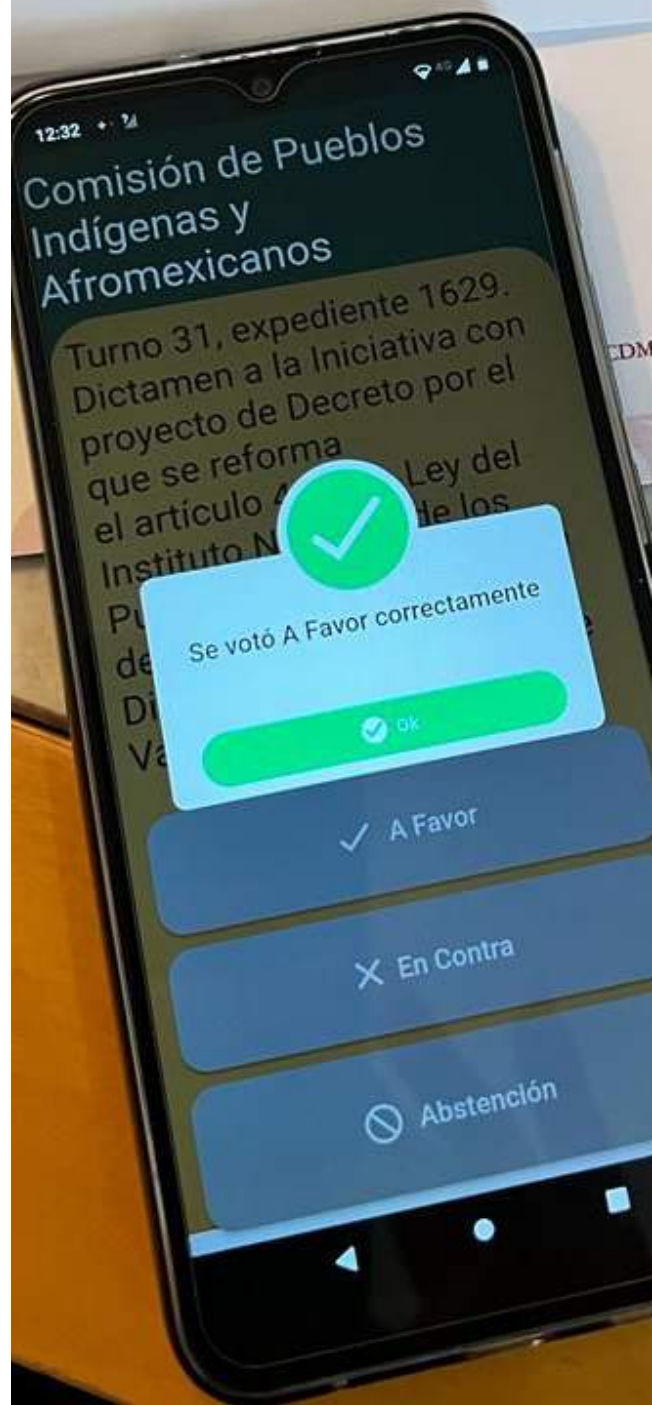 12:32
4G
Comisión de Pueblos
Indígenas y
Afromexicanos
Turno 31, expediente 1629.
Dictamen a la Iniciativa con
proyecto de Decreto por el
que se reforma
el artículo Ley del
Instituto de los
Se votó A Favor correctamente
Ok
A Favor
En Contra
Abstención